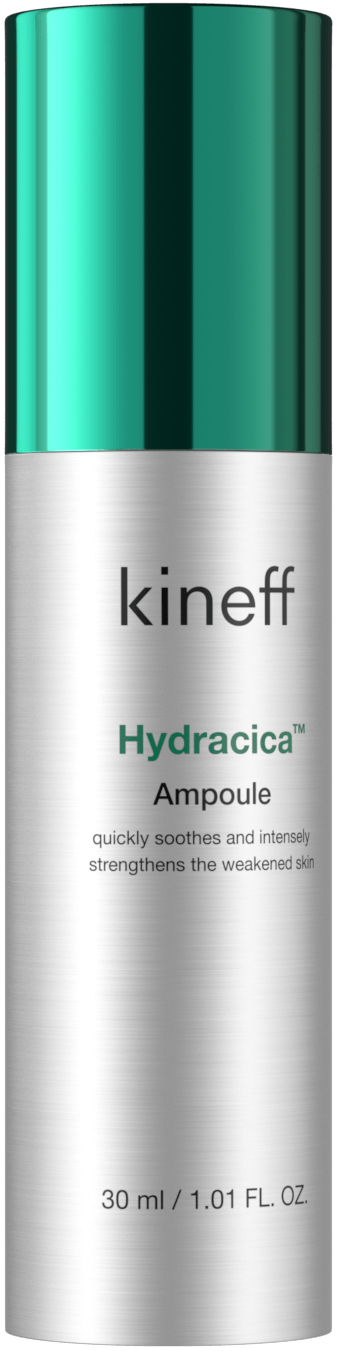 kineff
Hydracica™
Ampoule
quickly soothes and intensely
strengthens the weakened skin
30 ml / 1.01 FL. OZ.